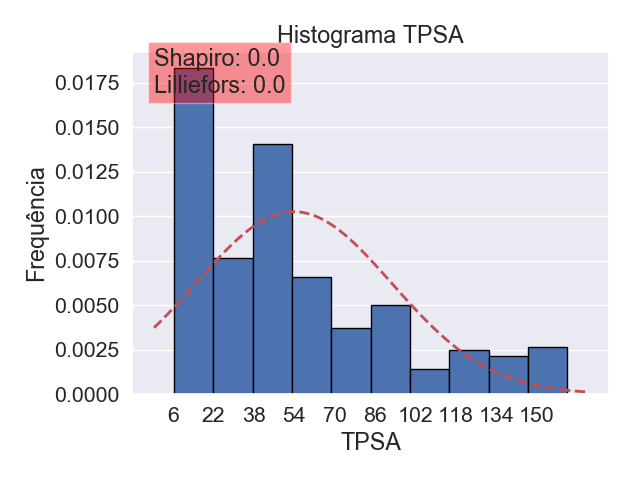 Histograma TPSA
Shapiro: 0.0
Lilliefors: 0.0
Frequência
0.0175
0.0150
0.0125
0.0100
0.0075
0.0050
0.0025
0.0000
6 22 38 54 70 86 102 118 134 150
TPSA